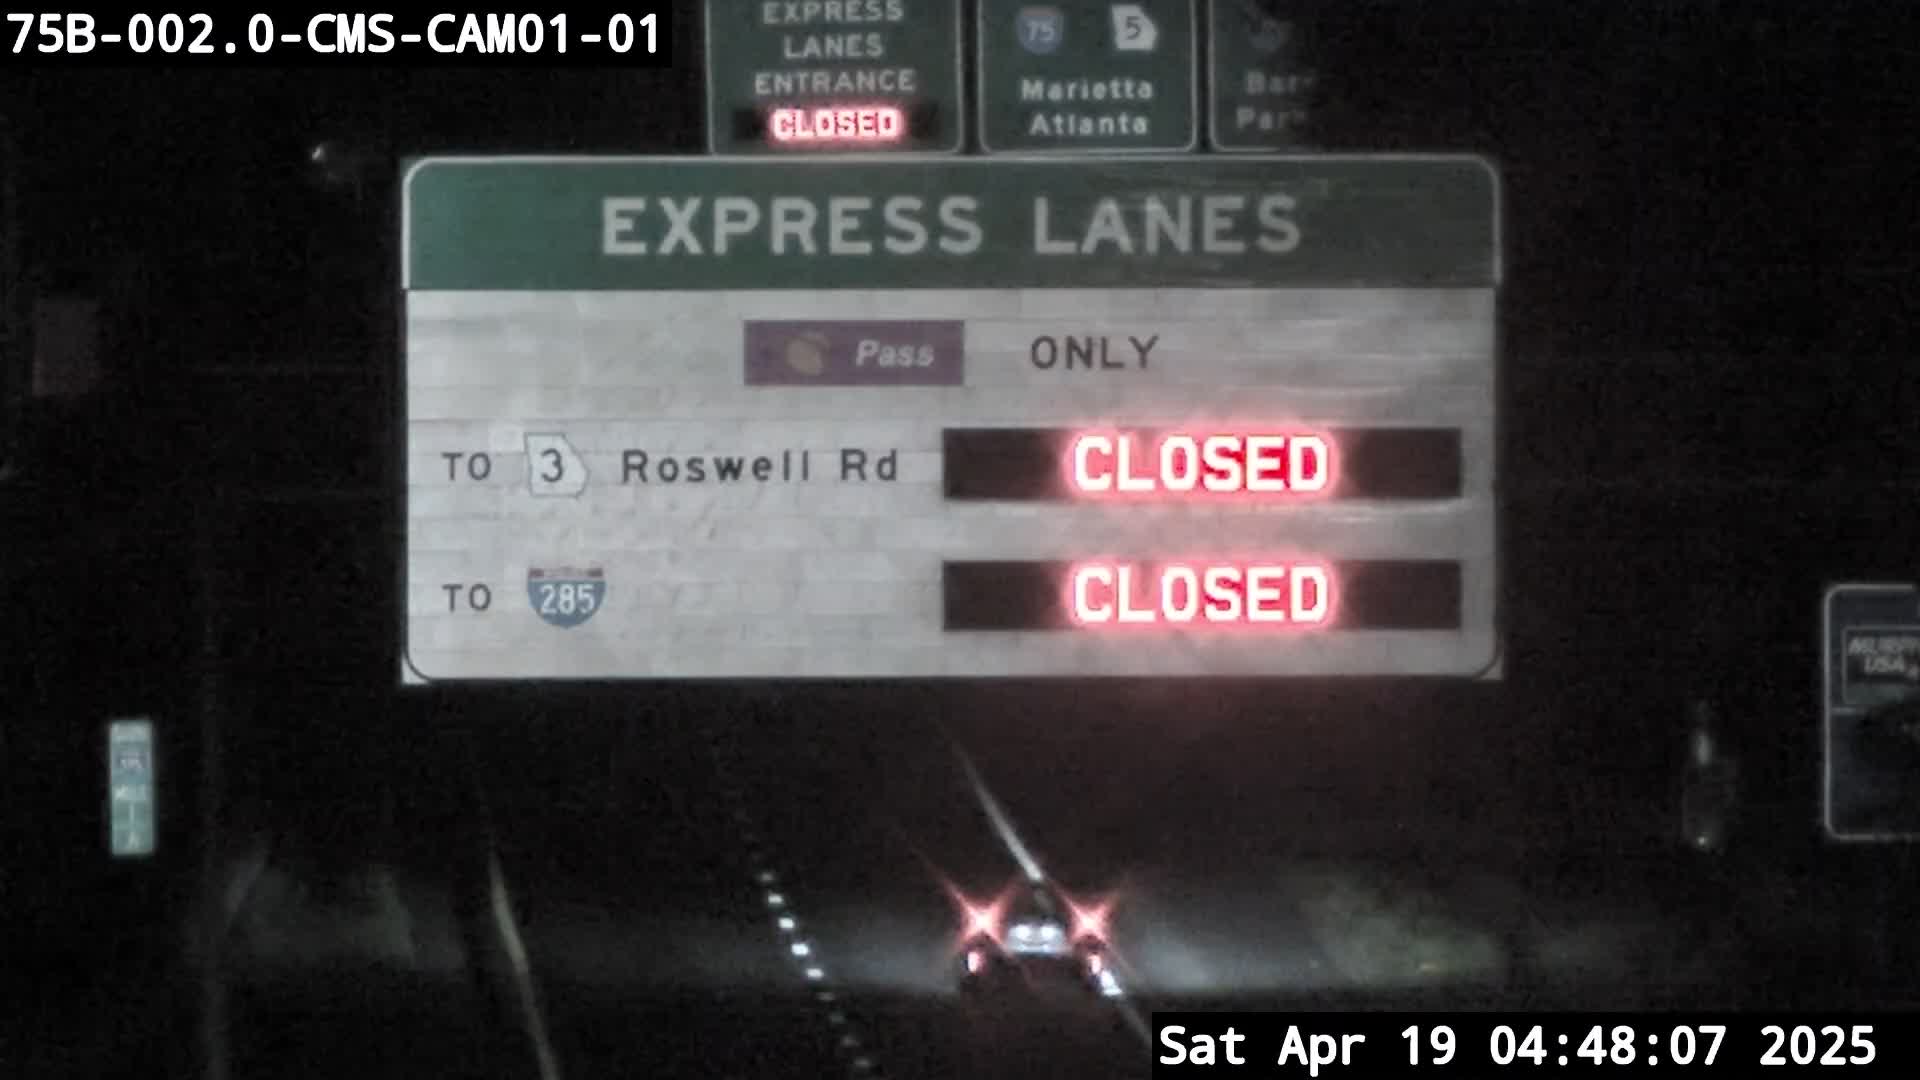 75B-002.0-CMS-CAM01-01
EXPRESS
LANES
ENTRANCE
CLOSED
75 5
Marietta
Atlanta
EXPRESS LANES
Pass ONLY
TO 3 Roswell Rd CLOSED
TO 285 CLOSED
USA
Sat Apr 19 04:48:07 2025